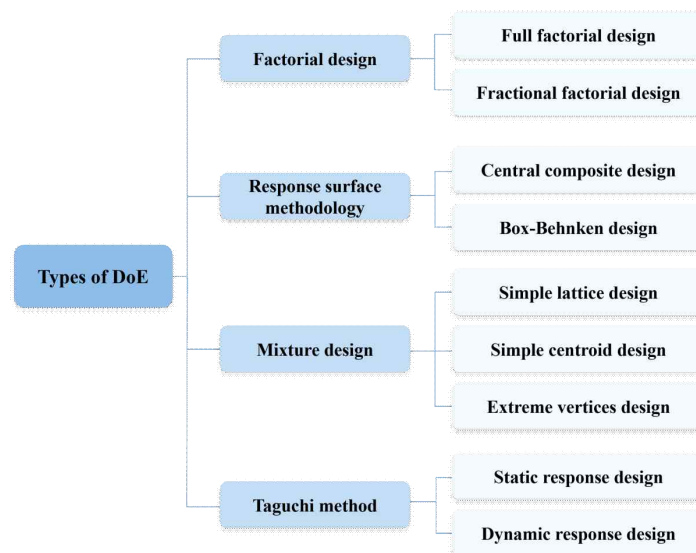 Types of DoE
Factorial design
Full factorial design
Fractional factorial design
Response surface
methodology
Central composite design
Box-Behnken design
Mixture design
Simple lattice design
Simple centroid design
Extreme vertices design
Taguchi method
Static response design
Dynamic response design